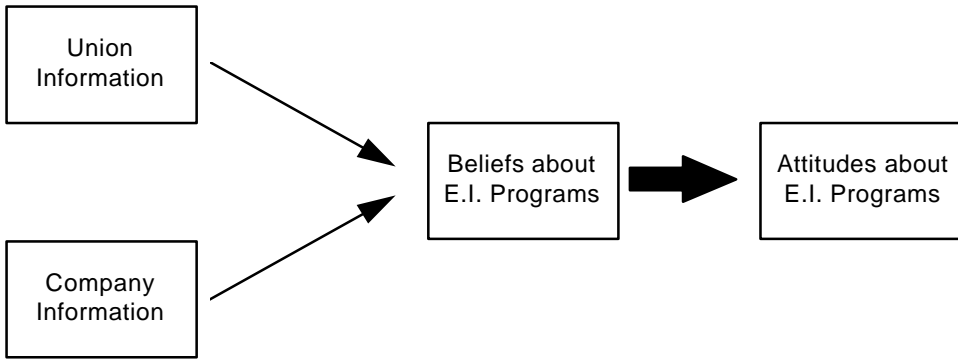 Union
Information
Beliefs about
E.I. Programs
Attitudes about
E.I. Programs
Company
Information